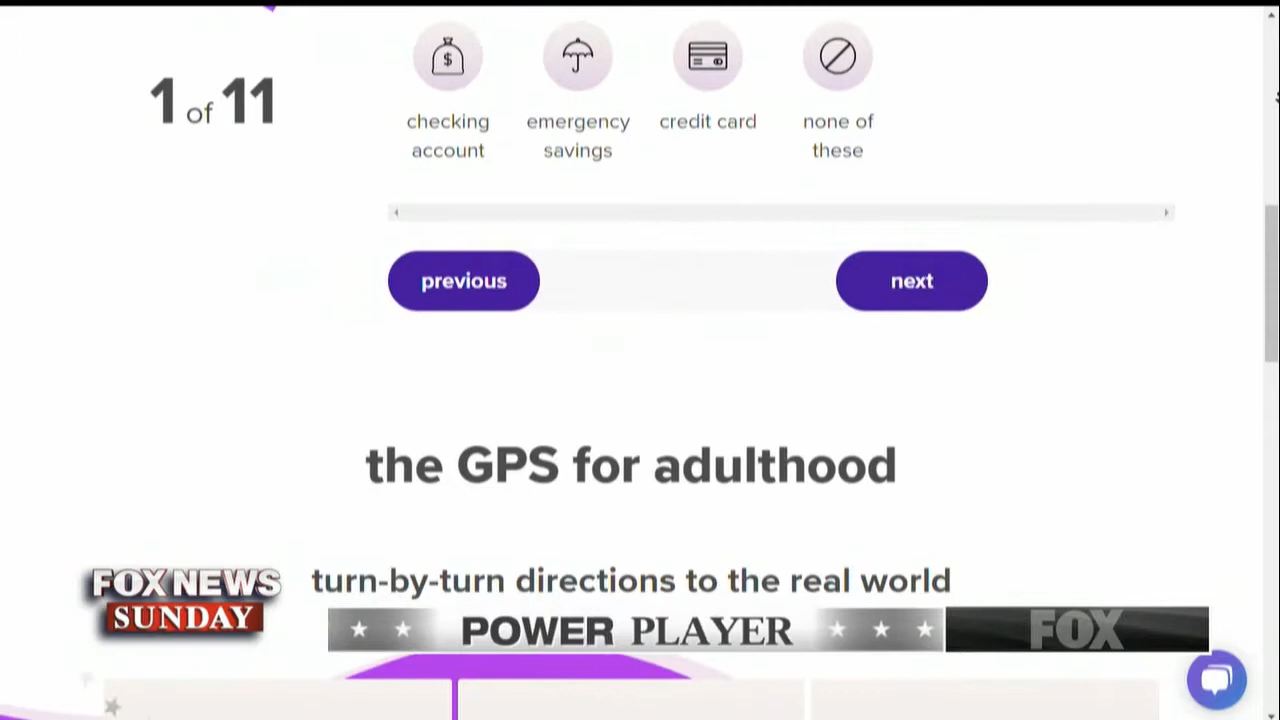 1 of 11
$
checking account
emergency savings
credit card
none of these
previous
next
the GPS for adulthood
turn-by-turn directions to the real world
FOX NEWS
SUNDAY
POWER PLAYER
FOX